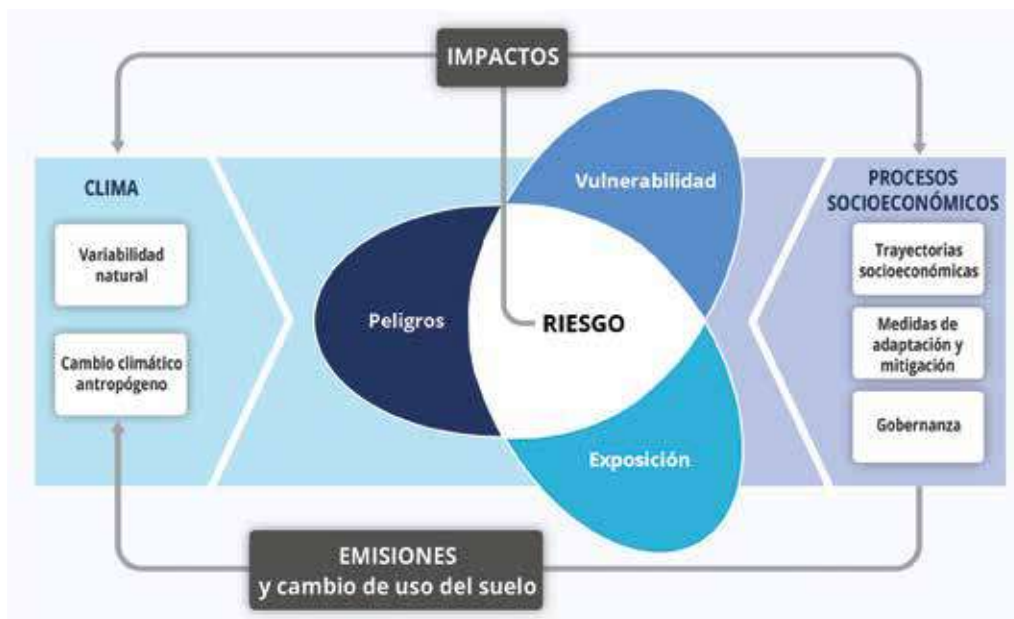 IMPACTOS
CLIMA
Variabilidad
natural
Cambio climático
antropógeno
Peligros
Vulnerabilidad
RIESGO
Exposición
PROCESOS
SOCIOECONÓMICOS
Trayectorias
socioeconómicas
Medidas de
adaptación y
mitigación
Gobernanza
EMISIONES
y cambio de uso del suelo